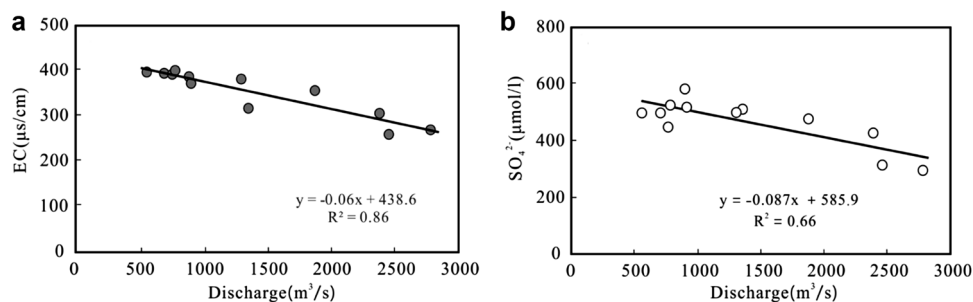 a
500
400
300
200
100
0
EC(μs/cm)
y = -0.06x + 438.6
R² = 0.86
0 500 1000 1500 2000 2500 3000
Discharge(m³/s)
b
800
600
400
200
0
SO₄²⁻(μmol/l)
y = -0.087x + 585.9
R² = 0.66
0 500 1000 1500 2000 2500 3000
Discharge(m³/s)